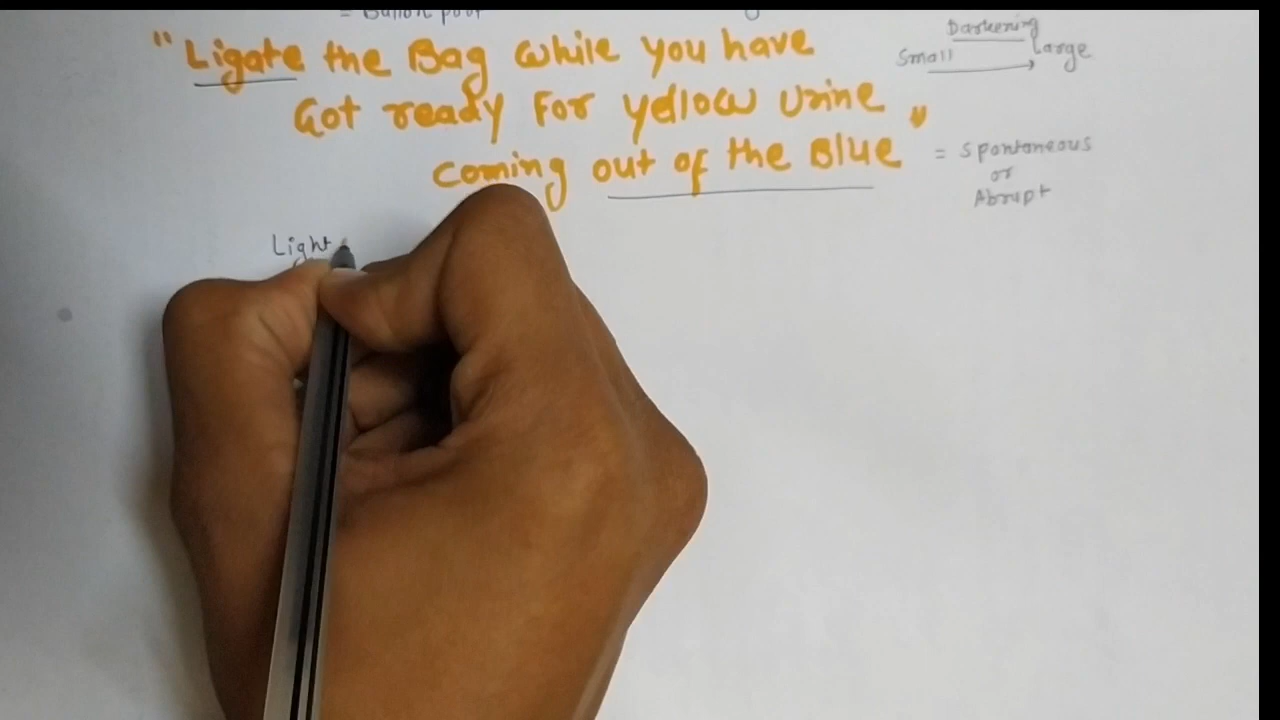 "Ligate the Bag while you have
Got ready For yellow urine
coming out of the Blue"
Darkening
Small large
= Spontaneous
or
Abrupt
Light